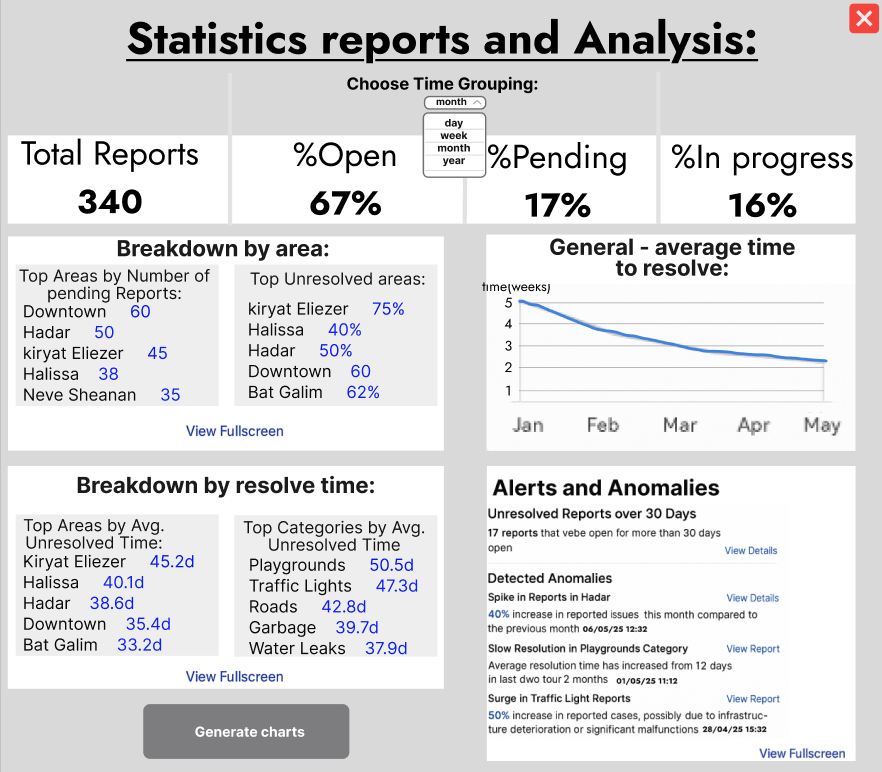 Statistics reports and Analysis:
Choose Time Grouping:
month
day
week
month
year
Total Reports
340
%Open
67%
%Pending
17%
%In progress
16%
Breakdown by area:
Top Areas by Number of
pending Reports:
Downtown 60
Hadar 50
kiryat Eliezer 45
Halissa 38
Neve Sheanan 35
Top Unresolved areas:
kiryat Eliezer 75%
Halissa 40%
Hadar 50%
Downtown 60
Bat Galim 62%
View Fullscreen
General - average time
to resolve:
time(weeks)
5
4
3
2
1
Jan Feb Mar Apr May
Breakdown by resolve time:
Top Areas by Avg.
Unresolved Time:
Kiryat Eliezer 45.2d
Halissa 40.1d
Hadar 38.6d
Downtown 35.4d
Bat Galim 33.2d
Top Categories by Avg.
Unresolved Time
Playgrounds 50.5d
Traffic Lights 47.3d
Roads 42.8d
Garbage 39.7d
Water Leaks 37.9d
View Fullscreen
Generate charts
Alerts and Anomalies
Unresolved Reports over 30 Days
17 reports that vebe open for more than 30 days
open
View Details
Detected Anomalies
Spike in Reports in Hadar View Details
40% increase in reported issues this month compared to
the previous month 06/05/25 12:32
Slow Resolution in Playgrounds Category View Report
Average resolution time has increased from 12 days
in last dwo tour 2 months 01/05/25 11:12
Surge in Traffic Light Reports View Report
50% increase in reported cases, possibly due to infrastruc-
ture deterioration or significant malfunctions 28/04/25 15:32
View Fullscreen